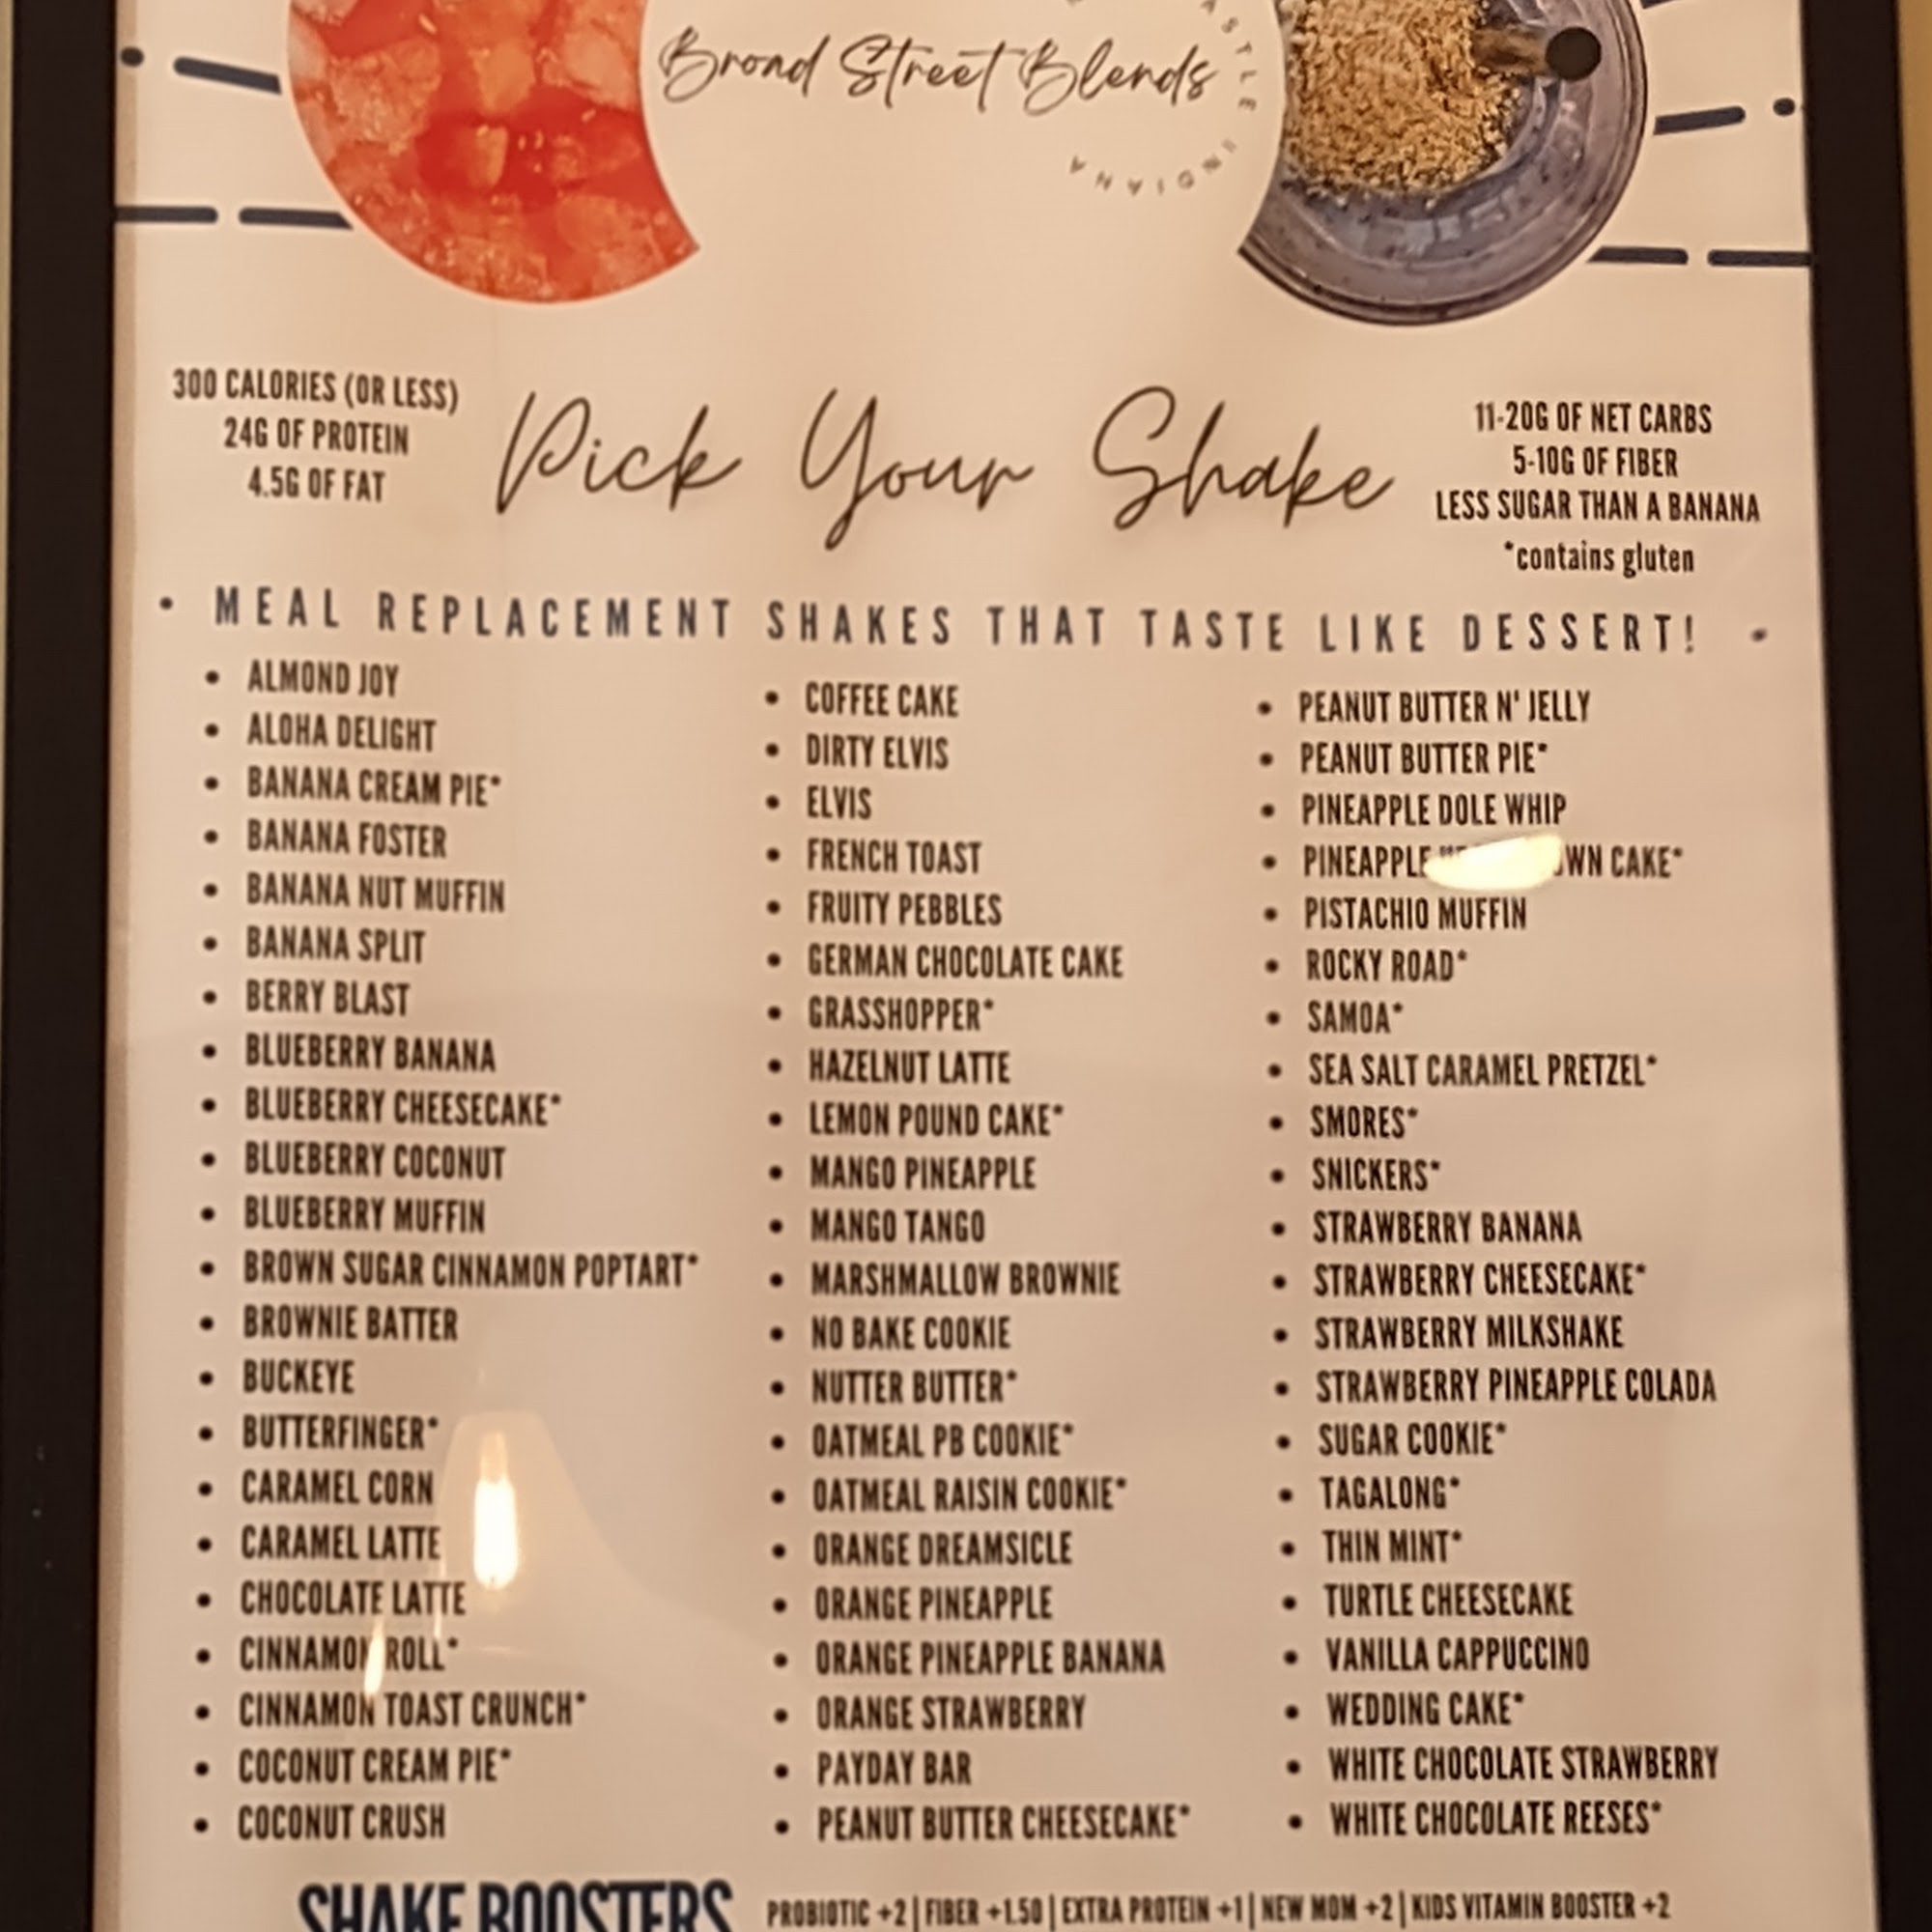 Broad Street Blends
INDIANA
300 CALORIES (OR LESS)
24G OF PROTEIN
4.5G OF FAT
Pick Your Shake
11-20G OF NET CARBS
5-10G OF FIBER
LESS SUGAR THAN A BANANA
*contains gluten
• MEAL REPLACEMENT SHAKES THAT TASTE LIKE DESSERT! •
• ALMOND JOY
• ALOHA DELIGHT
• BANANA CREAM PIE*
• BANANA FOSTER
• BANANA NUT MUFFIN
• BANANA SPLIT
• BERRY BLAST
• BLUEBERRY BANANA
• BLUEBERRY CHEESECAKE*
• BLUEBERRY COCONUT
• BLUEBERRY MUFFIN
• BROWN SUGAR CINNAMON POPTART*
• BROWNIE BATTER
• BUCKEYE
• BUTTERFINGER*
• CARAMEL CORN
• CARAMEL LATTE
• CHOCOLATE LATTE
• CINNAMON ROLL*
• CINNAMON TOAST CRUNCH*
• COCONUT CREAM PIE*
• COCONUT CRUSH
• COFFEE CAKE
• DIRTY ELVIS
• ELVIS
• FRENCH TOAST
• FRUITY PEBBLES
• GERMAN CHOCOLATE CAKE
• GRASSHOPPER*
• HAZELNUT LATTE
• LEMON POUND CAKE*
• MANGO PINEAPPLE
• MANGO TANGO
• MARSHMALLOW BROWNIE
• NO BAKE COOKIE
• NUTTER BUTTER*
• OATMEAL PB COOKIE*
• OATMEAL RAISIN COOKIE*
• ORANGE DREAMSICLE
• ORANGE PINEAPPLE
• ORANGE PINEAPPLE BANANA
• ORANGE STRAWBERRY
• PAYDAY BAR
• PEANUT BUTTER CHEESECAKE*
• PEANUT BUTTER N' JELLY
• PEANUT BUTTER PIE*
• PINEAPPLE DOLE WHIP
• PINEAPPLE CAKE*
• PISTACHIO MUFFIN
• ROCKY ROAD*
• SAMOA*
• SEA SALT CARAMEL PRETZEL*
• SMORES*
• SNICKERS*
• STRAWBERRY BANANA
• STRAWBERRY CHEESECAKE*
• STRAWBERRY MILKSHAKE
• STRAWBERRY PINEAPPLE COLADA
• SUGAR COOKIE*
• TAGALONG*
• THIN MINT*
• TURTLE CHEESECAKE
• VANILLA CAPPUCCINO
• WEDDING CAKE*
• WHITE CHOCOLATE STRAWBERRY
• WHITE CHOCOLATE REESES*
SHAKE BOOSTERS
PROBIOTIC +2 | FIBER +1.50 | EXTRA PROTEIN +1 | NEW MOM +2 | KIDS VITAMIN BOOSTER +2